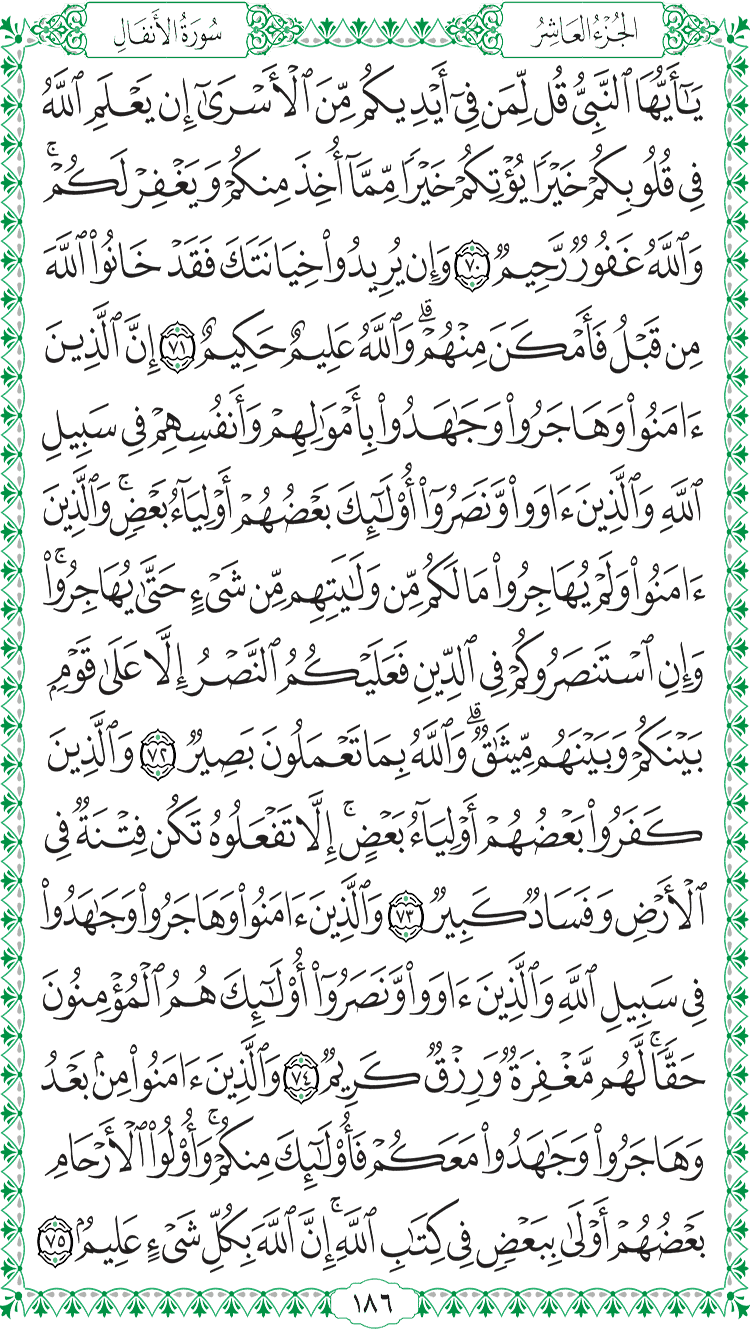 الجُزْءُ العَاشِرُ
سُورَةُ الأَنفَالِ
يَـٰٓأَيُّهَا ٱلنَّبِىُّ قُل لِّمَن فِىٓ أَيْدِيكُم مِّنَ ٱلْأَسْرَىٰٓ إِن يَعْلَمِ ٱللَّهُ
فِى قُلُوبِكُمْ خَيْرًا يُؤْتِكُمْ خَيْرًا مِّمَّآ أُخِذَ مِنكُمْ وَيَغْفِرْ لَكُمْ ۚ
وَٱللَّهُ غَفُورٌ رَّحِيمٌ ٧٠ وَإِن يُرِيدُوا۟ خِيَانَتَكَ فَقَدْ خَانُوا۟ ٱللَّهَ
مِن قَبْلُ فَأَمْكَنَ مِنْهُمْ ۗ وَٱللَّهُ عَلِيمٌ حَكِيمٌ ٧١ إِنَّ ٱلَّذِينَ
ءَامَنُوا۟ وَهَاجَرُوا۟ وَجَـٰهَدُوا۟ بِأَمْوَٰلِهِمْ وَأَنفُسِهِمْ فِى سَبِيلِ
ٱللَّهِ وَٱلَّذِينَ ءَاوَوا۟ وَّنَصَرُوٓا۟ أُو۟لَـٰٓئِكَ بَعْضُهُمْ أَوْلِيَآءُ بَعْضٍ ۚ وَٱلَّذِينَ
ءَامَنُوا۟ وَلَمْ يُهَاجِرُوا۟ مَا لَكُم مِّن وَلَـٰيَتِهِم مِّن شَىْءٍ حَتَّىٰ يُهَاجِرُوا۟ ۚ
وَإِنِ ٱسْتَنصَرُوكُمْ فِى ٱلدِّينِ فَعَلَيْكُمُ ٱلنَّصْرُ إِلَّا عَلَىٰ قَوْمٍۭ
بَيْنَكُمْ وَبَيْنَهُم مِّيثَـٰقٌ ۗ وَٱللَّهُ بِمَا تَعْمَلُونَ بَصِيرٌ ٧٢ وَٱلَّذِينَ
كَفَرُوا۟ بَعْضُهُمْ أَوْلِيَآءُ بَعْضٍ ۚ إِلَّا تَفْعَلُوهُ تَكُن فِتْنَةٌ فِى
ٱلْأَرْضِ وَفَسَادٌ كَبِيرٌ ٧٣ وَٱلَّذِينَ ءَامَنُوا۟ وَهَاجَرُوا۟ وَجَـٰهَدُوا۟
فِى سَبِيلِ ٱللَّهِ وَٱلَّذِينَ ءَاوَوا۟ وَّنَصَرُوٓا۟ أُو۟لَـٰٓئِكَ هُمُ ٱلْمُؤْمِنُونَ
حَقًّا ۚ لَّهُم مَّغْفِرَةٌ وَرِزْقٌ كَرِيمٌ ٧٤ وَٱلَّذِينَ ءَامَنُوا۟ مِنۢ بَعْدُ
وَهَاجَرُوا۟ وَجَـٰهَدُوا۟ مَعَكُمْ فَأُو۟لَـٰٓئِكَ مِنكُمْ ۚ وَأُو۟لُوا۟ ٱلْأَرْحَامِ
بَعْضُهُمْ أَوْلَىٰ بِبَعْضٍ فِى كِتَـٰبِ ٱللَّهِ ۚ إِنَّ ٱللَّهَ بِكُلِّ شَىْءٍ عَلِيمٌۢ ٧٥
١٨٦